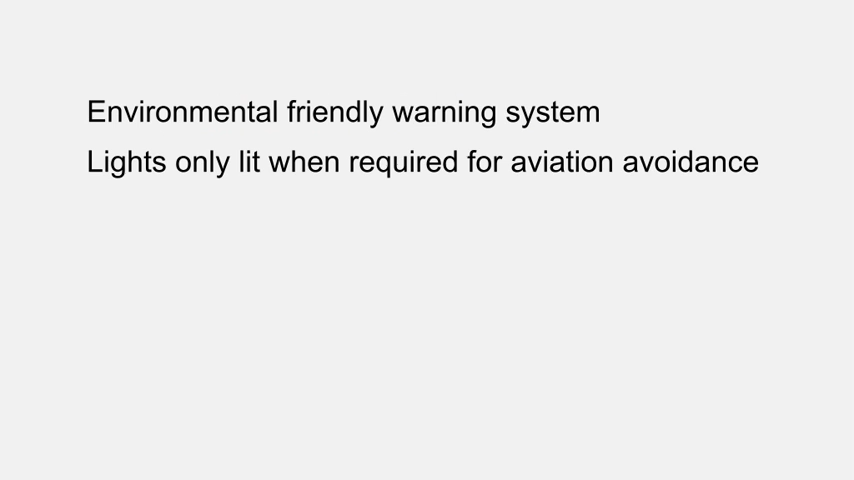 Environmental friendly warning system
Lights only lit when required for aviation avoidance